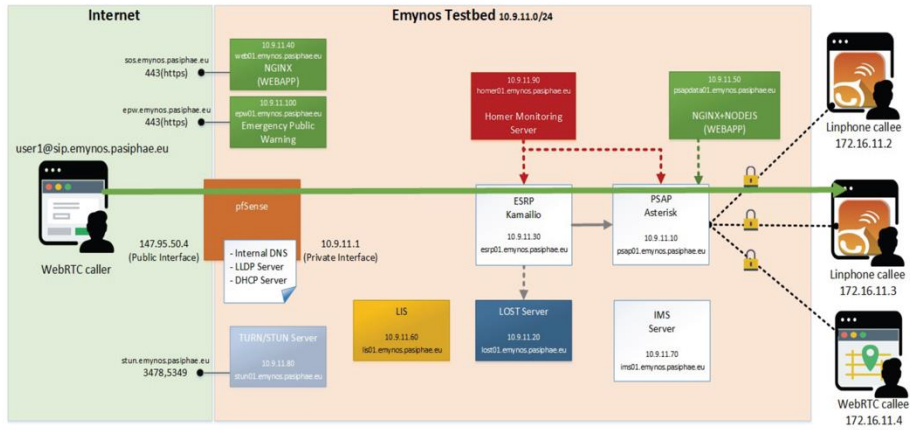 Internet
Emynos Testbed 10.9.11.0/24
sos.emynos.pasiphae.eu
443(https)
10.9.11.40
web01.emynos.pasiphae.eu
NGINX
(WEBAPP)
epw.emynos.pasiphae.eu
443(https)
10.9.11.100
epw01.emynos.pasiphae.eu
Emergency Public
Warning
10.9.11.90
homer01.emynos.pasiphae.eu
Homer Monitoring
Server
10.9.11.50
psapdata01.emynos.pasiphae.eu
NGINX+NODEJS
(WEBAPP)
Linphone callee
172.16.11.2
user1@sip.emynos.pasiphae.eu
WebRTC caller
pfSense
147.95.50.4
(Public Interface)
10.9.11.1
(Private Interface)
- Internal DNS
- LLDP Server
- DHCP Server
ESRP
Kamailio
10.9.11.30
esrp01.emynos.pasiphae.eu
PSAP
Asterisk
10.9.11.10
psap01.emynos.pasiphae.eu
Linphone callee
172.16.11.3
LIS
10.9.11.60
lis01.emynos.pasiphae.eu
LOST Server
10.9.11.20
lost01.emynos.pasiphae.eu
IMS
Server
10.9.11.70
ims01.emynos.pasiphae.eu
stun.emynos.pasiphae.eu
3478,5349
TURN/STUN Server
10.9.11.80
stun01.emynos.pasiphae.eu
WebRTC callee
172.16.11.4